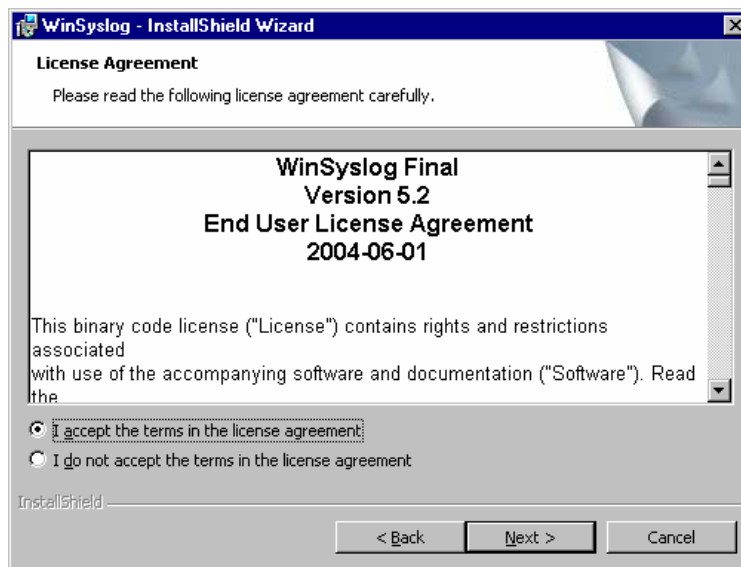 WinSyslog - InstallShield Wizard
License Agreement
Please read the following license agreement carefully.
WinSyslog Final
Version 5.2
End User License Agreement
2004-06-01
This binary code license ("License") contains rights and restrictions
associated
with use of the accompanying software and documentation ("Software"). Read
the
I accept the terms in the license agreement
I do not accept the terms in the license agreement
InstallShield
< Back Next > Cancel